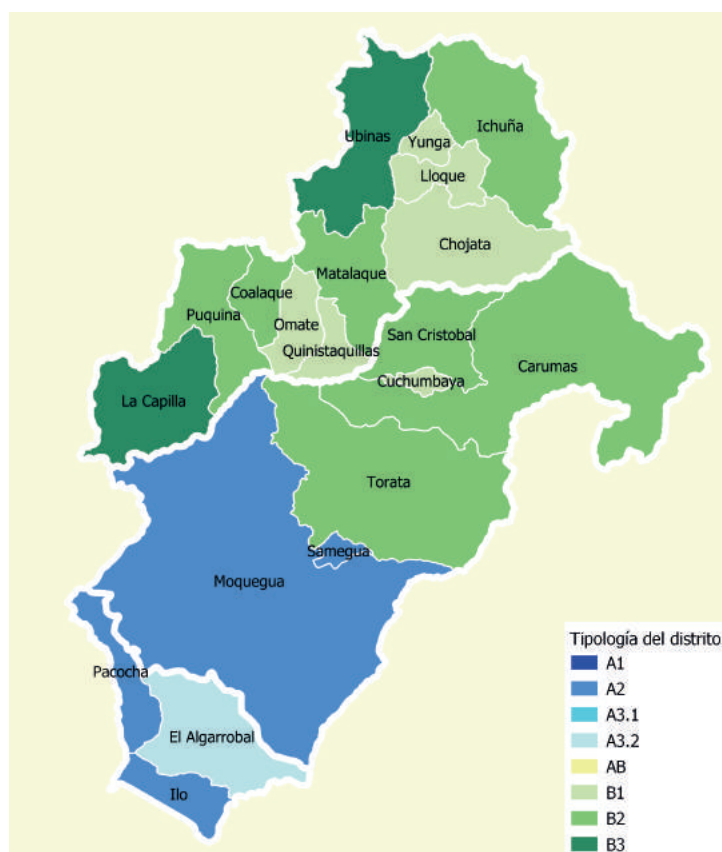 Ubinas
Ichuña
Yunga
Lloque
Chojata
Matalaque
Coalaque
Puquina
Omate
Quinistaquillas
San Cristobal
Carumas
Cuchumbaya
La Capilla
Torata
Samegua
Moquegua
Pacocha
El Algarrobal
Ilo
Tipología del distrito
A1
A2
A3.1
A3.2
AB
B1
B2
B3